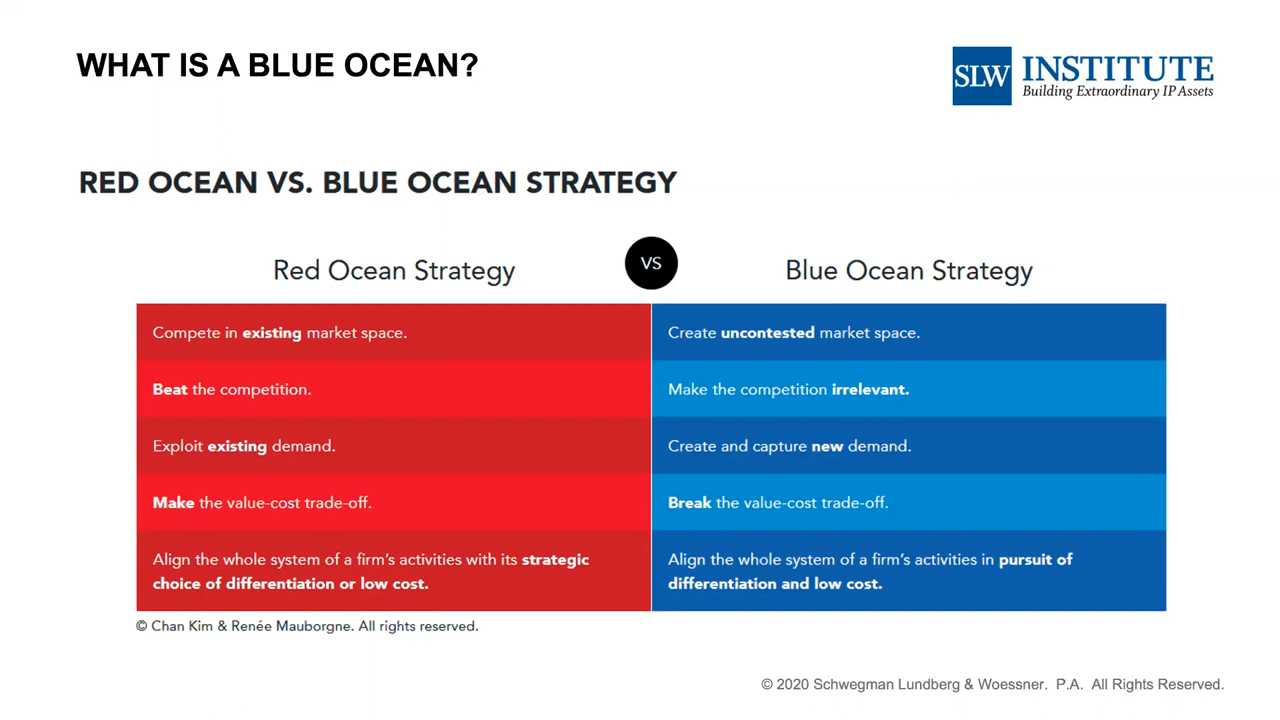 WHAT IS A BLUE OCEAN?
SLW INSTITUTE
Building Extraordinary IP Assets
RED OCEAN VS. BLUE OCEAN STRATEGY
Red Ocean Strategy
VS
Blue Ocean Strategy
Compete in existing market space.
Create uncontested market space.
Beat the competition.
Make the competition irrelevant.
Exploit existing demand.
Create and capture new demand.
Make the value-cost trade-off.
Break the value-cost trade-off.
Align the whole system of a firm's activities with its strategic
choice of differentiation or low cost.
Align the whole system of a firm's activities in pursuit of
differentiation and low cost.
© Chan Kim & Renée Mauborgne. All rights reserved.
© 2020 Schwegman Lundberg & Woessner. P.A. All Rights Reserved.